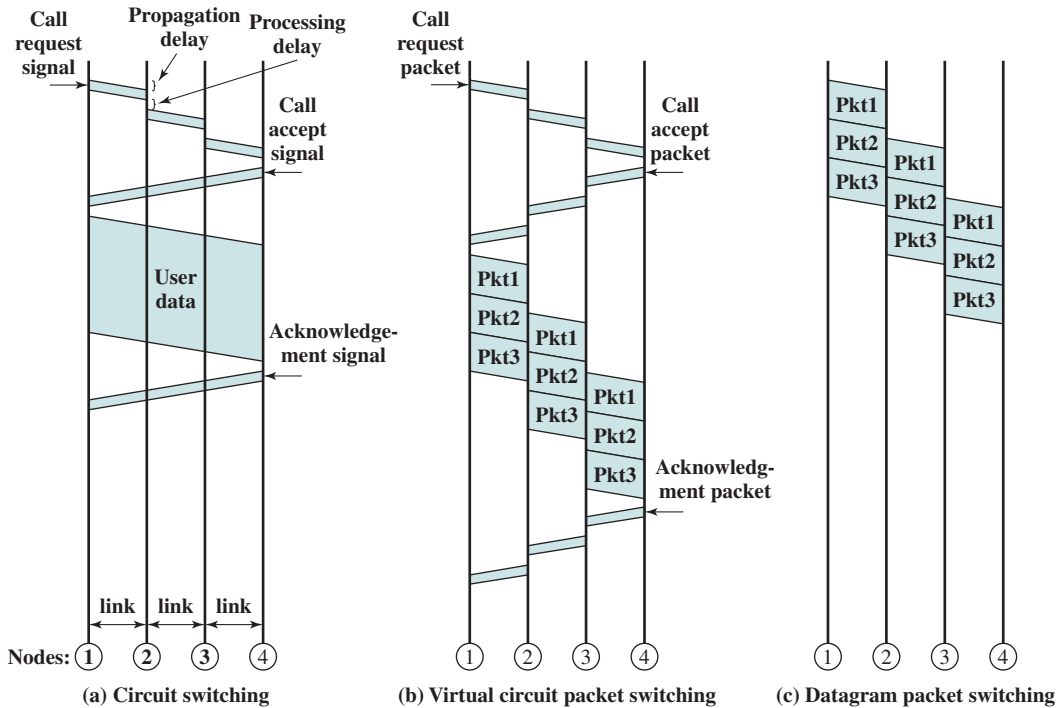 Call
request
signal
Propagation
delay
Processing
delay
}
}
Call
accept
signal
User
data
Acknowledge-
ment signal
link
link
link
Nodes: 1 2 3 4
(a) Circuit switching
Call
request
packet
Call
accept
packet
Pkt1
Pkt2
Pkt3
Pkt1
Pkt2
Pkt3
Pkt1
Pkt2
Pkt3
Acknowledg-
ment packet
1 2 3 4
(b) Virtual circuit packet switching
Pkt1
Pkt2
Pkt3
Pkt1
Pkt2
Pkt3
Pkt1
Pkt2
Pkt3
1 2 3 4
(c) Datagram packet switching